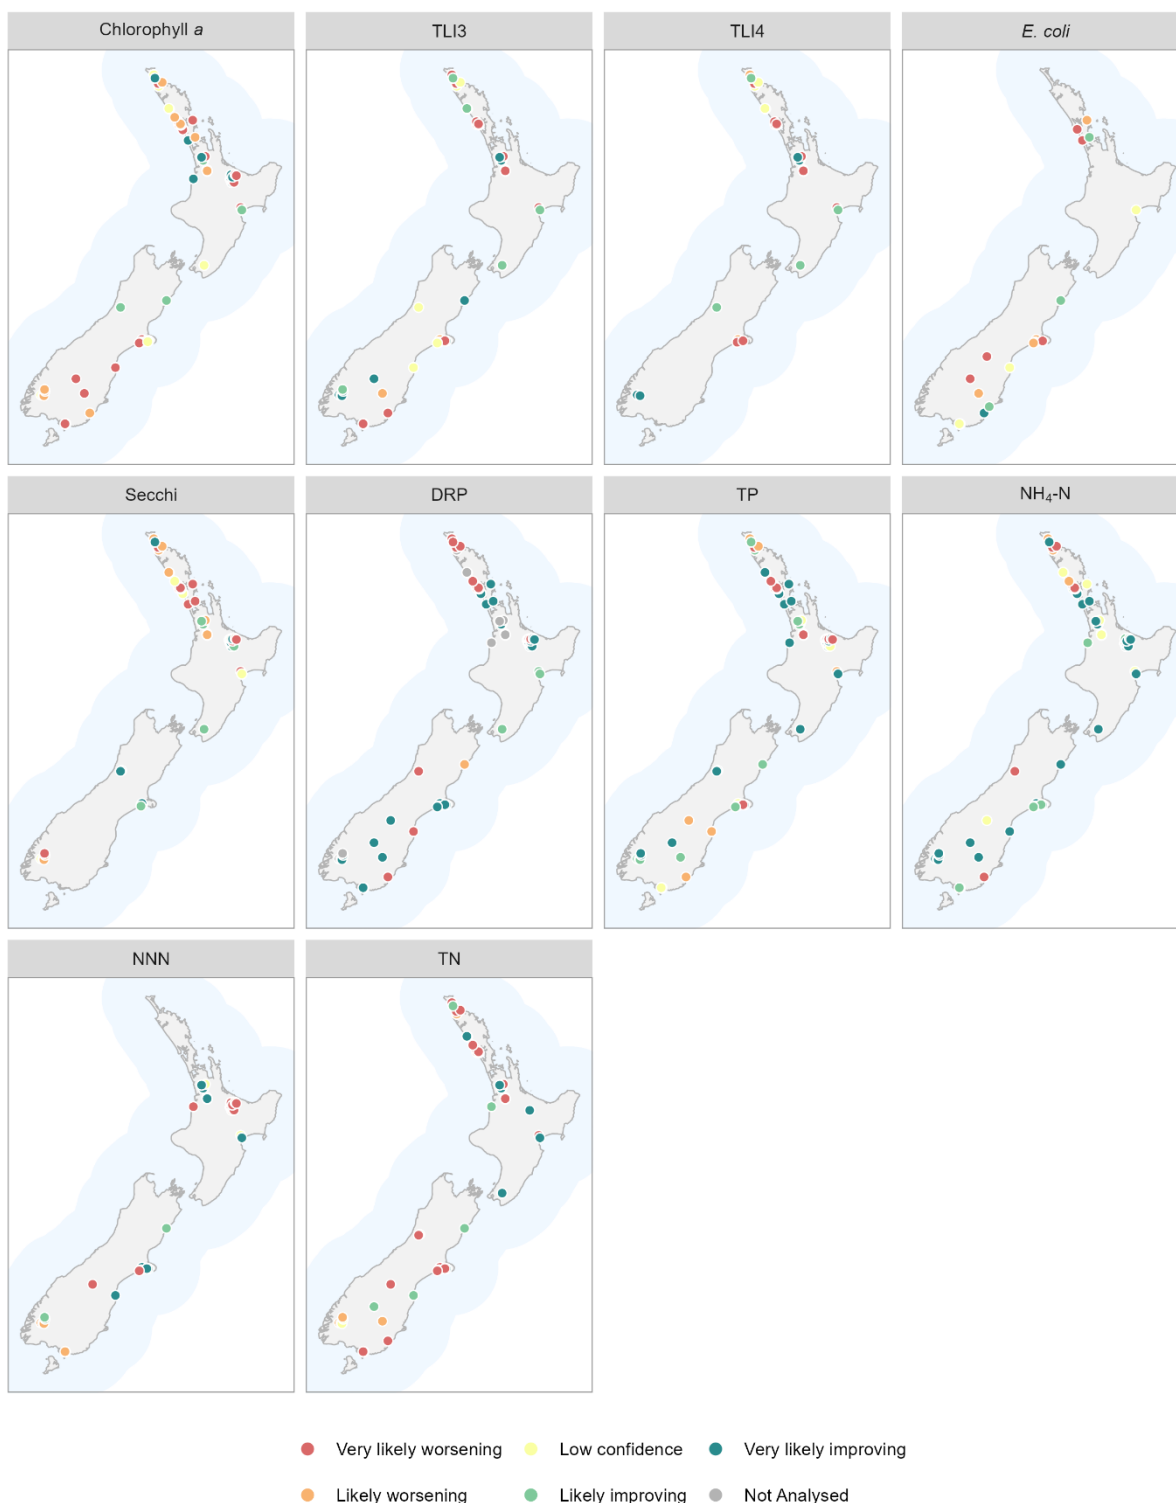 Chlorophyll a
TLI3
TLI4
E. coli
Secchi
DRP
TP
NH₄-N
NNN
TN
Very likely worsening
Low confidence
Very likely improving
Likely worsening
Likely improving
Not Analysed